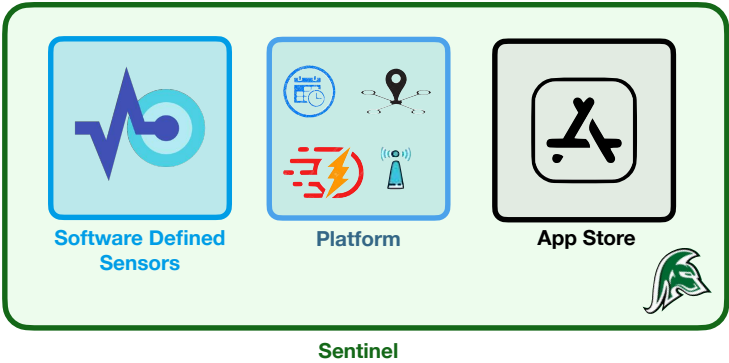 Software Defined
Sensors
Platform
App Store
Sentinel